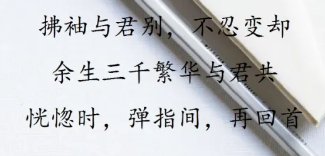 拂袖与君别，不忍变却
余生三千繁华与君共
恍惚时，弹指间，再回首